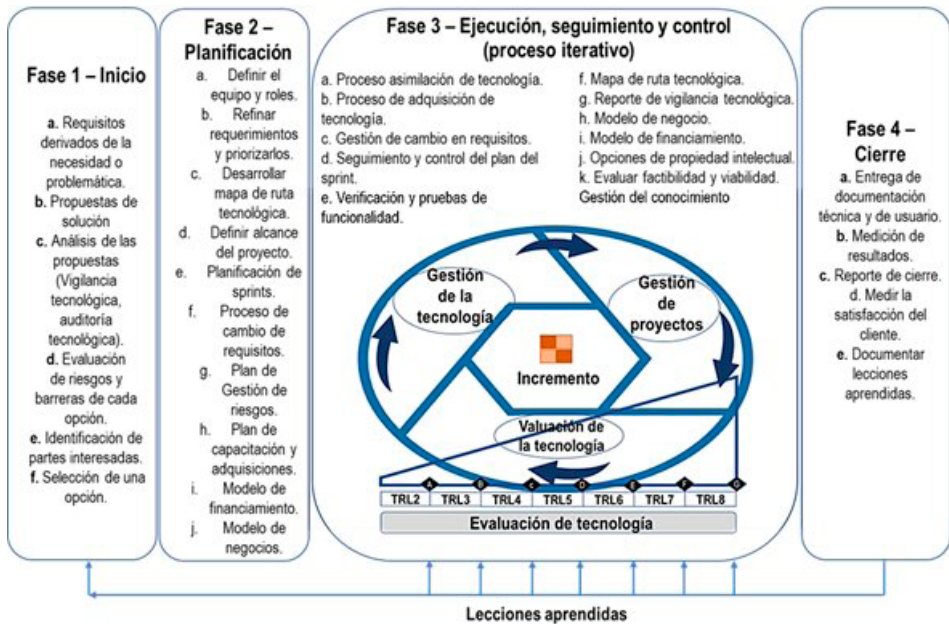 Fase 1 – Inicio
a. Requisitos
derivados de la
necesidad o
problemática.
b. Propuestas de
solución
c. Análisis de las
propuestas
(Vigilancia
tecnológica,
auditoría
tecnológica).
d. Evaluación
de riesgos y
barreras de cada
opción.
e. Identificación de
partes interesadas.
f. Selección de una
opción.
Fase 2 –
Planificación
a. Definir el
equipo y roles.
b. Refinar
requerimientos
y priorizarlos.
c. Desarrollar
mapa de ruta
tecnológica.
d. Definir alcance
del proyecto.
e. Planificación de
sprints.
f. Proceso de
cambio de
requisitos.
g. Plan de
Gestión de
riesgos.
h. Plan de
capacitación y
adquisiciones.
i. Modelo de
financiamiento.
j. Modelo de
negocios.
Fase 3 – Ejecución, seguimiento y control
(proceso iterativo)
a. Proceso asimilación de tecnología.
b. Proceso de adquisición de
tecnología.
c. Gestión de cambio en requisitos.
d. Seguimiento y control del plan del
sprint.
e. Verificación y pruebas de
funcionalidad.
f. Mapa de ruta tecnológica.
g. Reporte de vigilancia tecnológica.
h. Modelo de negocio.
i. Modelo de financiamiento.
j. Opciones de propiedad intelectual.
k. Evaluar factibilidad y viabilidad.
Gestión del conocimiento
Gestión
de la
tecnología
Gestión
de
proyectos
Incremento
Valuación de
la tecnología
A B C D E F G
TRL2 TRL3 TRL4 TRL5 TRL6 TRL7 TRL8
Evaluación de tecnología
Fase 4 –
Cierre
a. Entrega de
documentación
técnica y de usuario.
b. Medición de
resultados.
c. Reporte de cierre.
d. Medir la
satisfacción del
cliente.
e. Documentar
lecciones
aprendidas.
Lecciones aprendidas